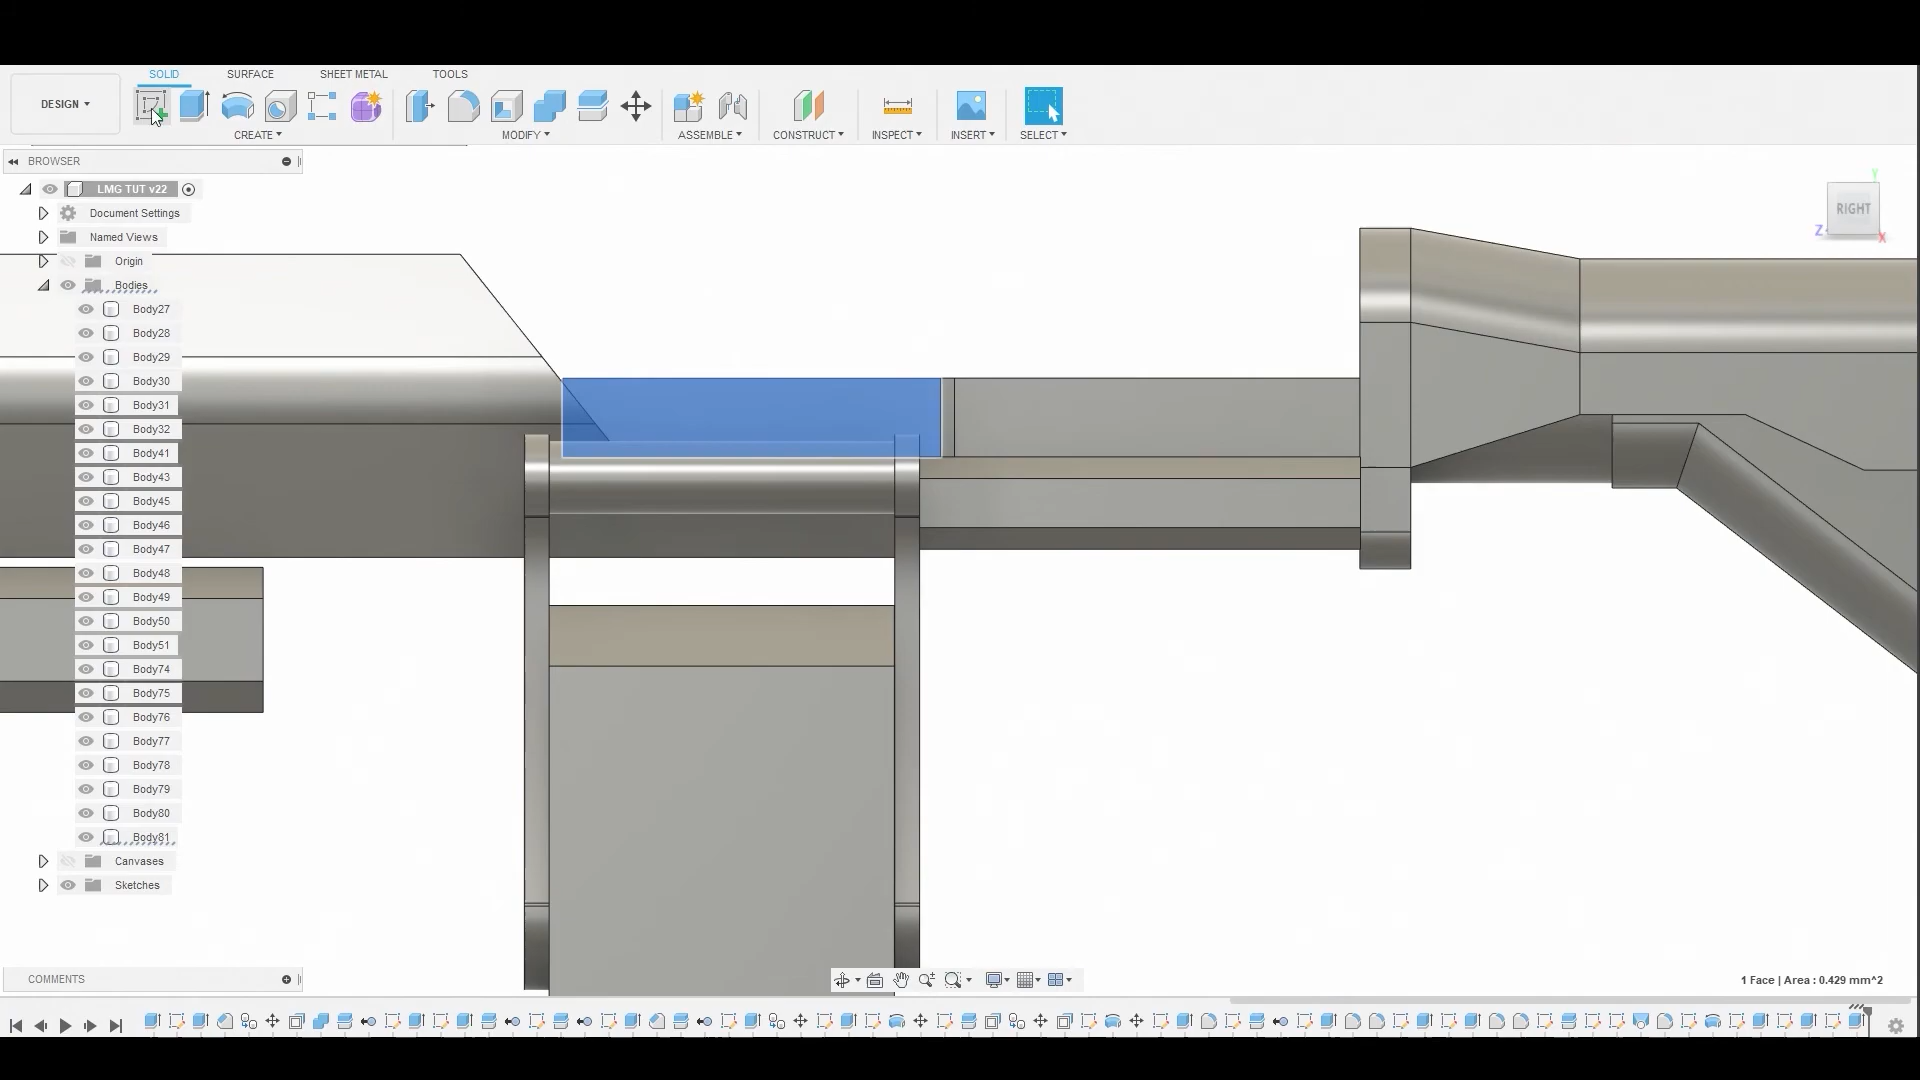 SOLID SURFACE SHEET METAL TOOLS
DESIGN
CREATE MODIFY ASSEMBLE CONSTRUCT INSPECT INSERT SELECT
BROWSER
LMG TUT v22
Document Settings
Named Views
Origin
Bodies
Body27
Body28
Body29
Body30
Body31
Body32
Body41
Body43
Body45
Body46
Body47
Body48
Body49
Body50
Body51
Body74
Body75
Body76
Body77
Body78
Body79
Body80
Body81
Canvases
Sketches
Y
RIGHT
Z
X
COMMENTS
1 Face | Area : 0.429 mm^2